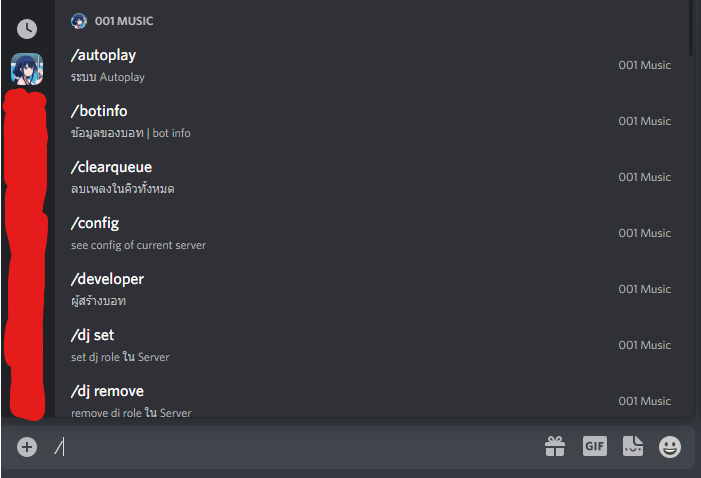 001 MUSIC
/autoplay
ระบบ Autoplay
001 Music
/botinfo
ข้อมูลของบอท | bot info
001 Music
/clearqueue
ลบเพลงในคิวทั้งหมด
001 Music
/config
see config of current server
001 Music
/developer
ผู้สร้างบอท
001 Music
/dj set
set dj role ใน Server
001 Music
/dj remove
remove dj role ใน Server
001 Music
/
GIF